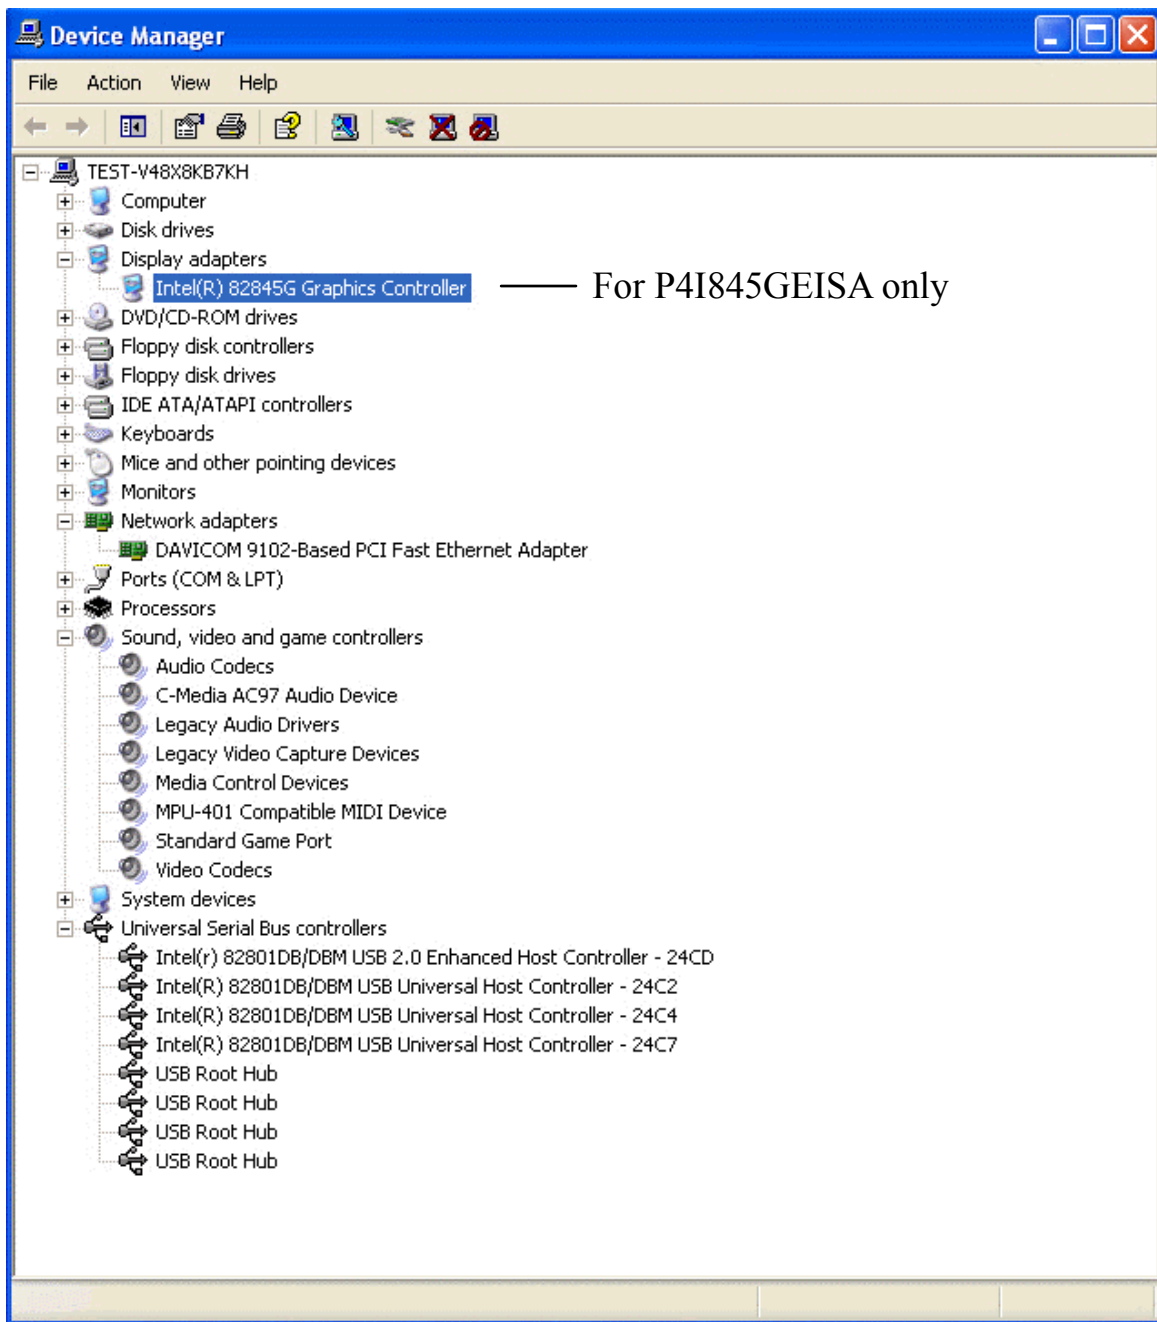 Device Manager
File Action View Help
TEST-V48X8KB7KH
Computer
Disk drives
Display adapters
Intel(R) 82845G Graphics Controller For P4I845GEISA only
DVD/CD-ROM drives
Floppy disk controllers
Floppy disk drives
IDE ATA/ATAPI controllers
Keyboards
Mice and other pointing devices
Monitors
Network adapters
DAVICOM 9102-Based PCI Fast Ethernet Adapter
Ports (COM & LPT)
Processors
Sound, video and game controllers
Audio Codecs
C-Media AC97 Audio Device
Legacy Audio Drivers
Legacy Video Capture Devices
Media Control Devices
MPU-401 Compatible MIDI Device
Standard Game Port
Video Codecs
System devices
Universal Serial Bus controllers
Intel(r) 82801DB/DBM USB 2.0 Enhanced Host Controller - 24CD
Intel(R) 82801DB/DBM USB Universal Host Controller - 24C2
Intel(R) 82801DB/DBM USB Universal Host Controller - 24C4
Intel(R) 82801DB/DBM USB Universal Host Controller - 24C7
USB Root Hub
USB Root Hub
USB Root Hub
USB Root Hub